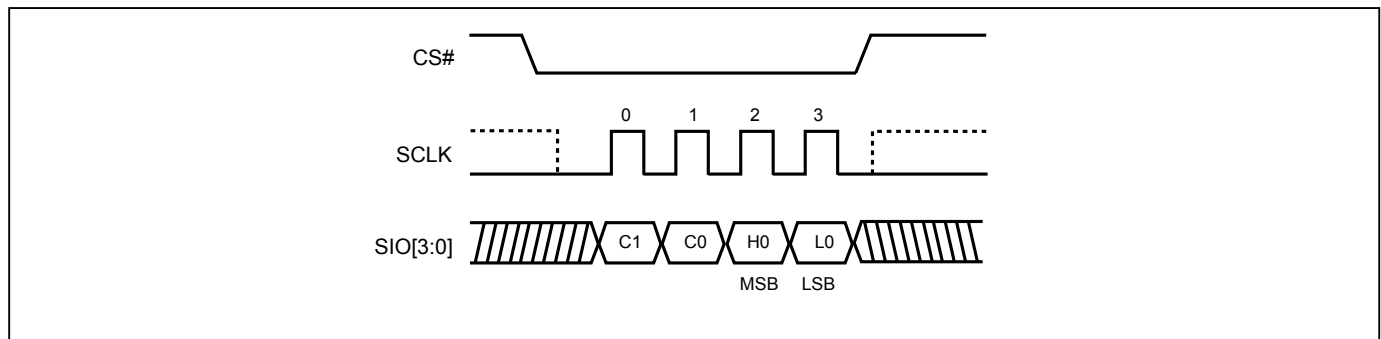 CS#
0 1 2 3
SCLK
SIO[3:0] C1 C0 H0 L0
MSB LSB